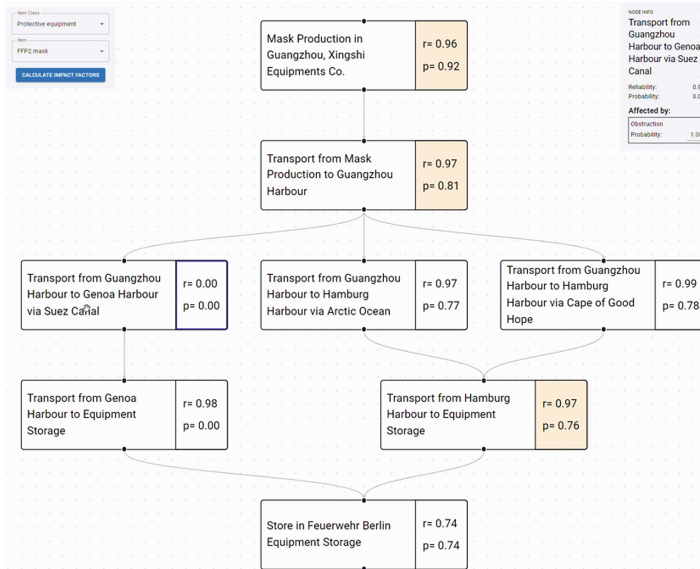 Item Class
Protective equipment
Item
FFP2 mask
CALCULATE IMPACT FACTORS
Mask Production in
Guangzhou, Xingshi
Equipments Co.
r= 0.96
p= 0.92
NODE INFO
Transport from
Guangzhou
Harbour to Genoa
Harbour via Suez
Canal
Reliability:
Probability:
Affected by:
Obstruction
Probability:
Transport from Mask
Production to Guangzhou
Harbour
r= 0.97
p= 0.81
Transport from Guangzhou
Harbour to Genoa Harbour
via Suez Canal
r= 0.00
p= 0.00
Transport from Guangzhou
Harbour to Hamburg
Harbour via Arctic Ocean
r= 0.97
p= 0.77
Transport from Guangzhou
Harbour to Hamburg
Harbour via Cape of Good
Hope
r= 0.99
p= 0.78
Transport from Genoa
Harbour to Equipment
Storage
r= 0.98
p= 0.00
Transport from Hamburg
Harbour to Equipment
Storage
r= 0.97
p= 0.76
Store in Feuerwehr Berlin
Equipment Storage
r= 0.74
p= 0.74